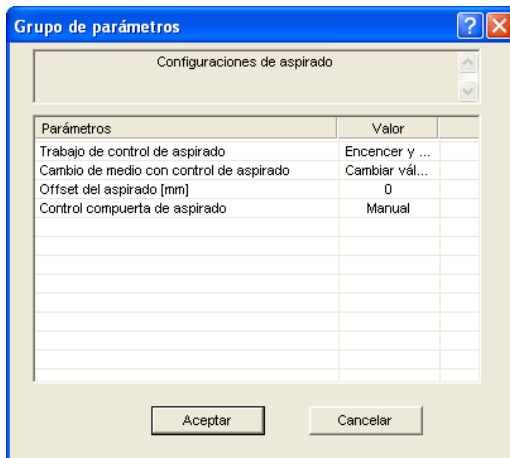 Grupo de parámetros
Configuraciones de aspirado
Parámetros Valor
Trabajo de control de aspirado Encencer y ...
Cambio de medio con control de aspirado Cambiar vál...
Offset del aspirado [mm] 0
Control compuerta de aspirado Manual
Aceptar Cancelar